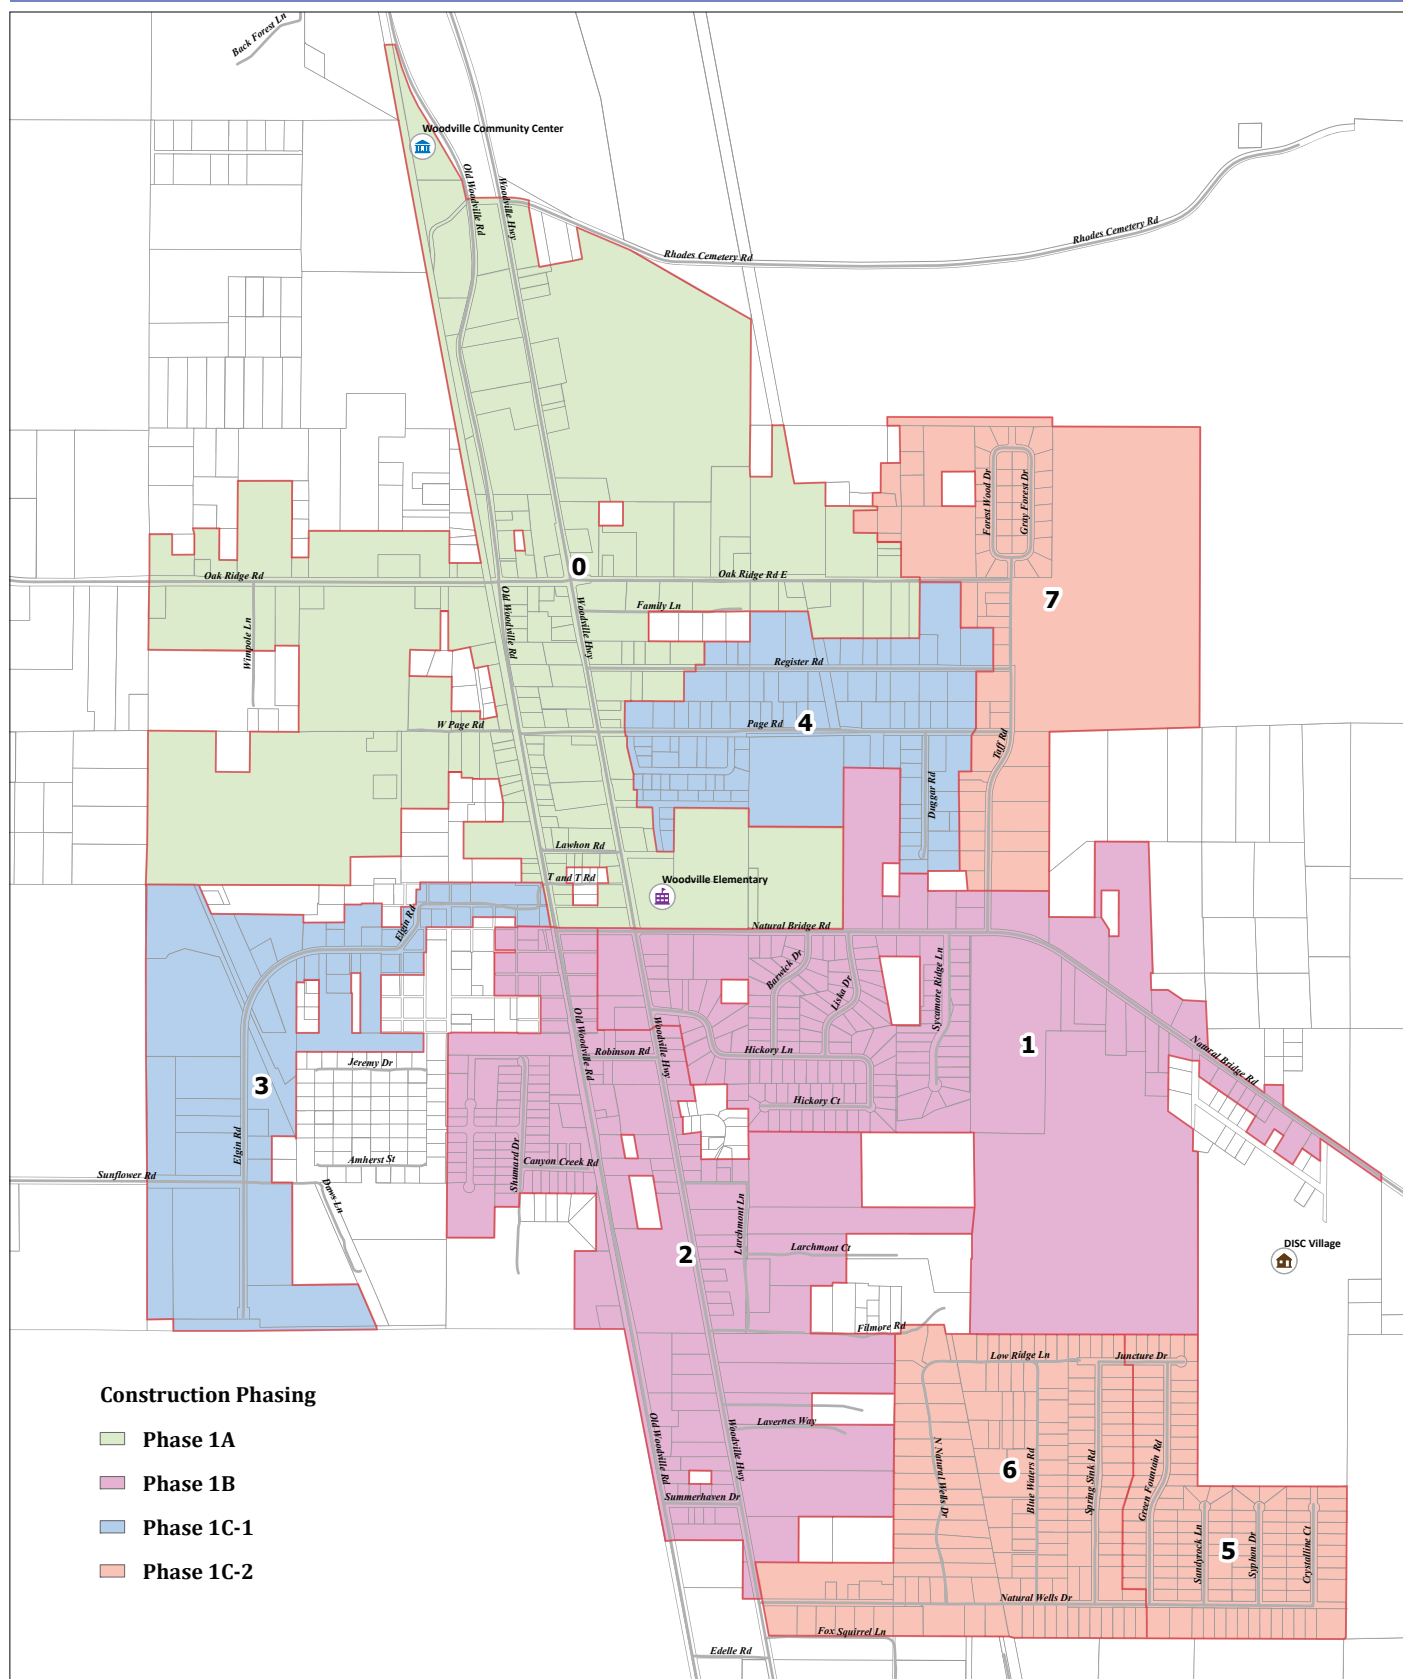 Back Forest Ln
Woodville Community Center
Old Woodville Rd
Woodville Hwy
Rhodes Cemetery Rd
Rhodes Cemetery Rd
Forest Wood Dr
Gray Forest Dr
0
Oak Ridge Rd
Oak Ridge Rd E
7
Family Ln
Old Woodville Rd
Woodville Hwy
Wimpole Ln
Register Rd
W Page Rd
Page Rd
4
Taff Rd
Duggar Rd
Lawhon Rd
T and T Rd
Woodville Elementary
Elgin Rd
Natural Bridge Rd
Barwick Dr
Liska Dr
Sycamore Ridge Ln
Old Woodville Rd
Woodville Hwy
Robinson Rd
Hickory Ln
1
Natural Bridge Rd
Jeremy Dr
3
Hickory Ct
Elgin Rd
Amherst St
Shumard Dr
Canyon Creek Rd
Sunflower Rd
Daws Ln
Larchmont Ln
2
Larchmont Ct
DISC Village
Filmore Rd
Low Ridge Ln
Juncture Dr
Construction Phasing
Phase 1A
Phase 1B
Phase 1C-1
Phase 1C-2
Old Woodville Rd
Woodville Hwy
Lavernes Way
N Natural Wells Dr
6
Blue Waters Rd
Spring Sink Rd
Green Fountain Rd
Summerhaven Dr
Sandyrock Ln
5
Syphon Dr
Crystalline Ct
Natural Wells Dr
Fox Squirrel Ln
Edelle Rd